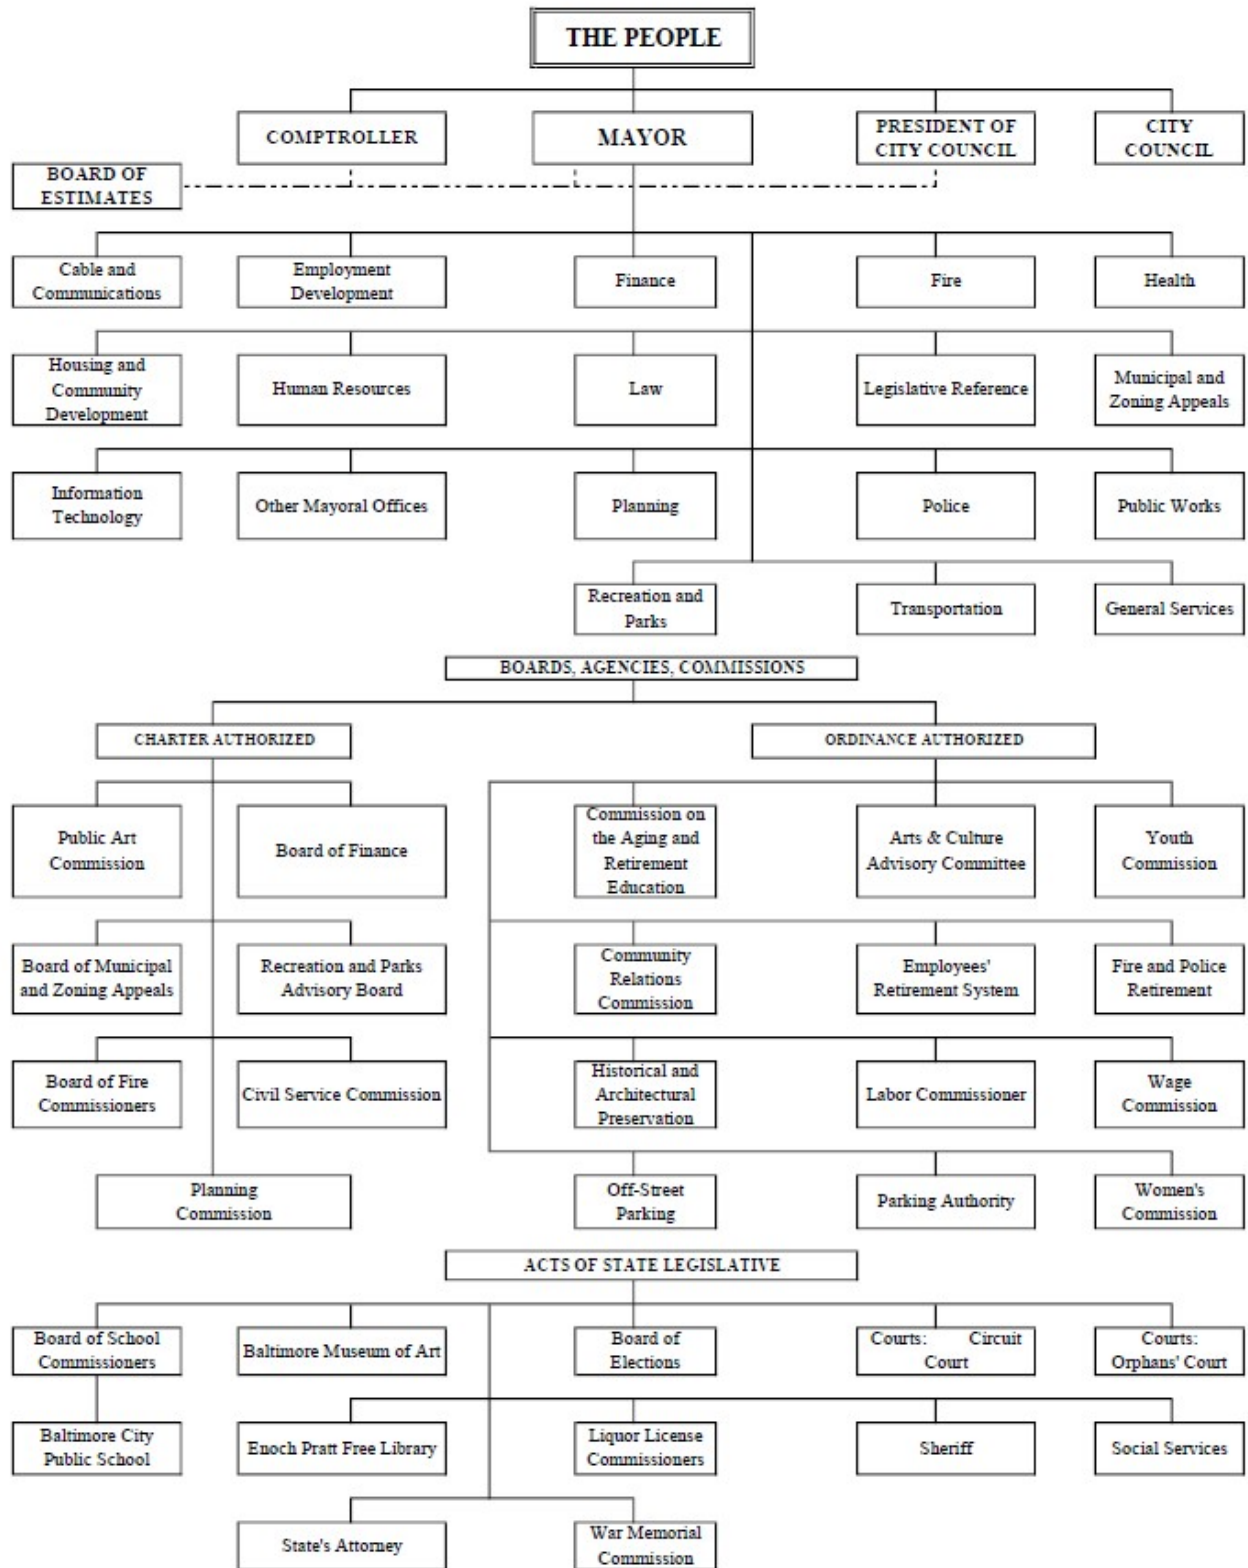 THE PEOPLE
COMPTROLLER
MAYOR
PRESIDENT OF
CITY COUNCIL
CITY
COUNCIL
BOARD OF
ESTIMATES
Cable and
Communications
Employment
Development
Finance
Fire
Health
Housing and
Community
Development
Human Resources
Law
Legislative Reference
Municipal and
Zoning Appeals
Information
Technology
Other Mayoral Offices
Planning
Police
Public Works
Recreation and
Parks
Transportation
General Services
BOARDS, AGENCIES, COMMISSIONS
CHARTER AUTHORIZED
ORDINANCE AUTHORIZED
Public Art
Commission
Board of Finance
Commission on
the Aging and
Retirement
Education
Arts & Culture
Advisory Committee
Youth
Commission
Board of Municipal
and Zoning Appeals
Recreation and Parks
Advisory Board
Community
Relations
Commission
Employees'
Retirement System
Fire and Police
Retirement
Board of Fire
Commissioners
Civil Service Commission
Historical and
Architectural
Preservation
Labor Commissioner
Wage
Commission
Planning
Commission
Off-Street
Parking
Parking Authority
Women's
Commission
ACTS OF STATE LEGISLATIVE
Board of School
Commissioners
Baltimore Museum of Art
Board of
Elections
Courts: Circuit
Court
Courts:
Orphans' Court
Baltimore City
Public School
Enoch Pratt Free Library
Liquor License
Commissioners
Sheriff
Social Services
State's Attorney
War Memorial
Commission